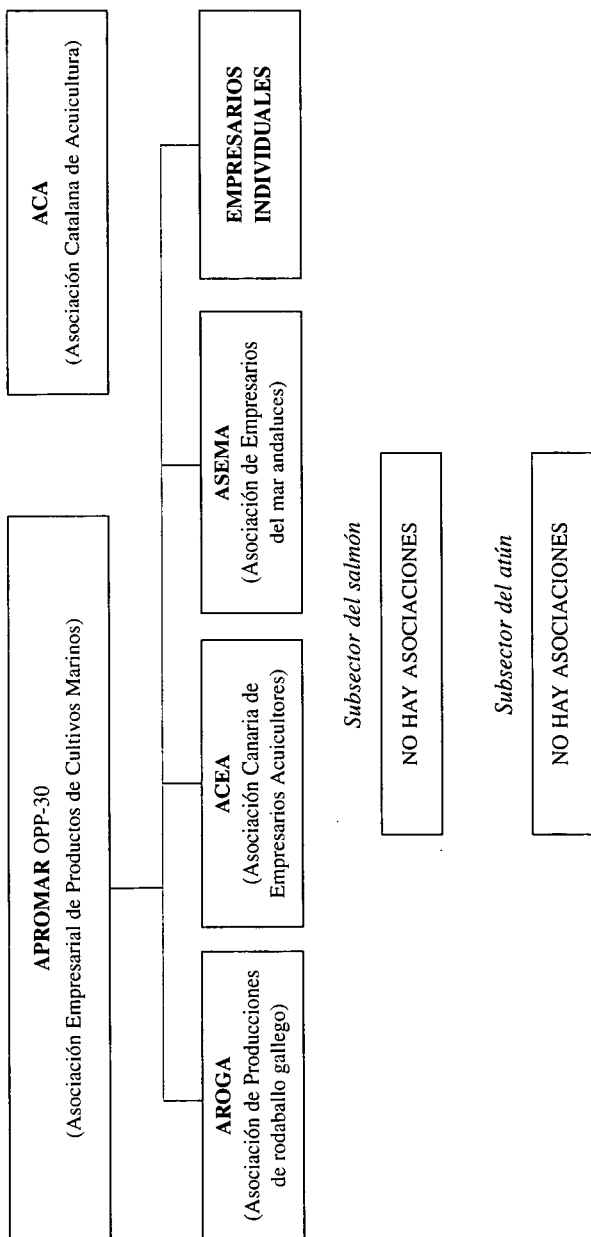 APROMAR OPP-30
(Asociación Empresarial de Productos de Cultivos Marinos)
ACA
(Asociación Catalana de Acuicultura)
AROGA
(Asociación de Producciones
de rodaballo gallego)
ACEA
(Asociación Canaria de
Empresarios Acuicultores)
ASEMA
(Asociación de Empresarios
del mar andaluces)
EMPRESARIOS
INDIVIDUALES
Subsector del salmón
NO HAY ASOCIACIONES
Subsector del atún
NO HAY ASOCIACIONES